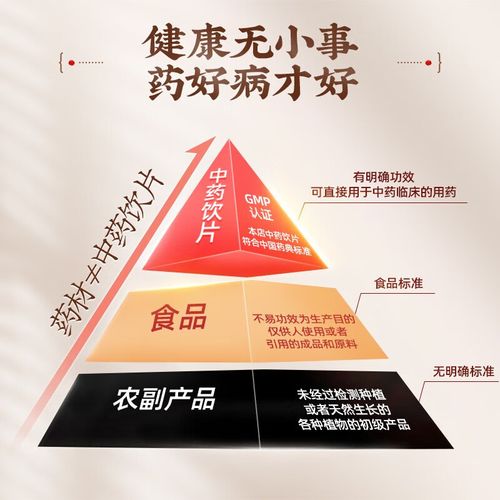 健康无小事
药好病才好
药材≠中药饮片
中药饮片
GMP
认证
本店中药饮片
符合中国药典标准
有明确功效
可直接用于中药临床的用药
食品
不易功效为生产目的
仅供人使用或者
引用的成品和原料
食品标准
农副产品
未经过检测种植
或者天然生长的
各种植物的初级产品
无明确标准